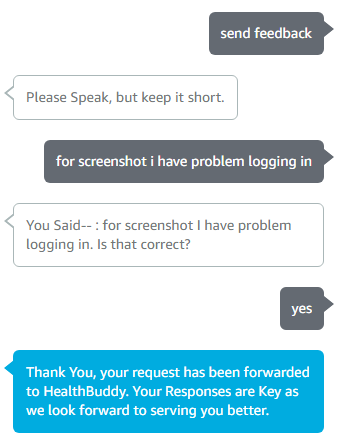 send feedback
Please Speak, but keep it short.
for screenshot i have problem logging in
You Said-- : for screenshot I have problem
logging in. Is that correct?
yes
Thank You, your request has been forwarded
to HealthBuddy. Your Responses are Key as
we look forward to serving you better.